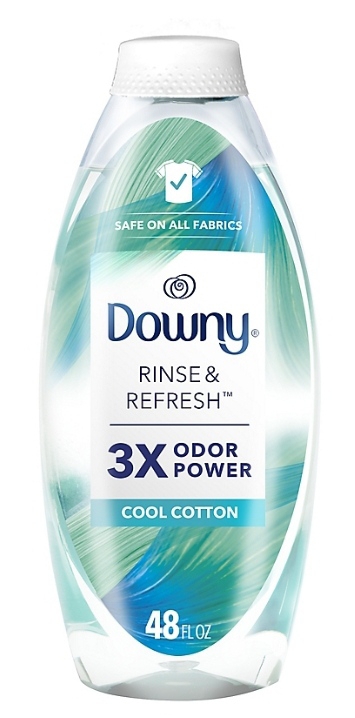 SAFE ON ALL FABRICS
Downy®
RINSE &
REFRESH™
3X ODOR
POWER
COOL COTTON
48 FL OZ